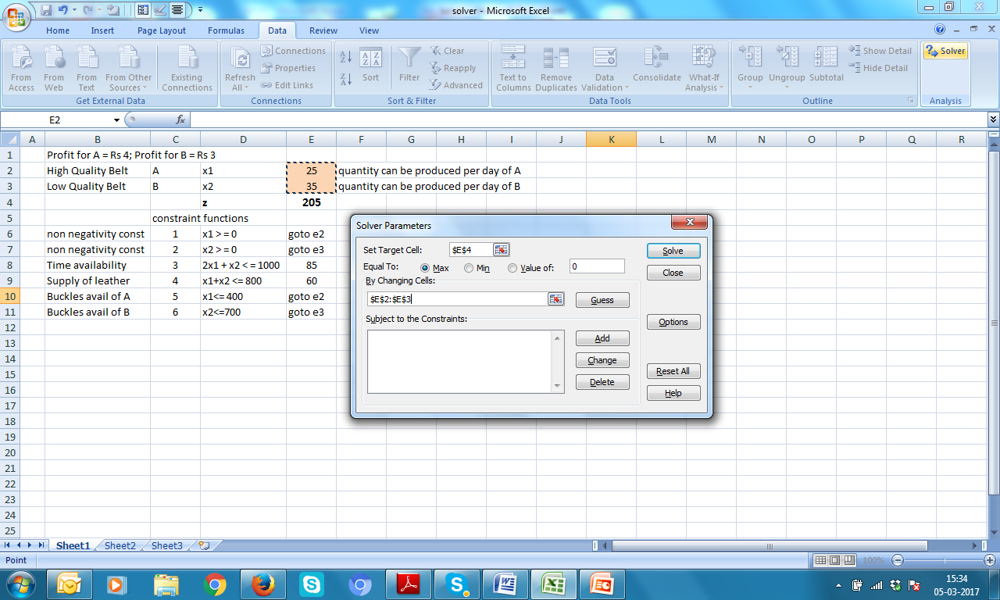 solver - Microsoft Excel
Home Insert Page Layout Formulas Data Review View
From Access
From Web
From Text
From Other Sources
Existing Connections
Refresh All
Connections
Properties
Edit Links
Sort
Filter
Clear
Reapply
Advanced
Text to Columns
Remove Duplicates
Data Validation
Consolidate
What-If Analysis
Group
Ungroup
Subtotal
Show Detail
Hide Detail
Solver
Get External Data
Connections
Sort & Filter
Data Tools
Outline
Analysis
E2 fx
A B C D E F G H I J K L M N O P Q R
1 Profit for A = Rs 4; Profit for B = Rs 3
2 High Quality Belt A x1 25 quantity can be produced per day of A
3 Low Quality Belt B x2 35 quantity can be produced per day of B
4 z 205
5 constraint functions
6 non negativity const 1 x1 > = 0 goto e2
7 non negativity const 2 x2 > = 0 goto e3
8 Time availability 3 2x1 + x2 < = 1000 85
9 Supply of leather 4 x1+x2 <= 800 60
10 Buckles avail of A 5 x1<= 400 goto e2
11 Buckles avail of B 6 x2<=700 goto e3
12
13
14
15
16
17
18
19
20
21
22
23
24
25
Solver Parameters
Set Target Cell: $E$4
Equal To: Max Min Value of: 0
By Changing Cells:
$E$2:$E$3
Guess
Subject to the Constraints:
Add
Change
Delete
Solve
Close
Options
Reset All
Help
Sheet1 Sheet2 Sheet3
Point 100%
15:34
05-03-2017